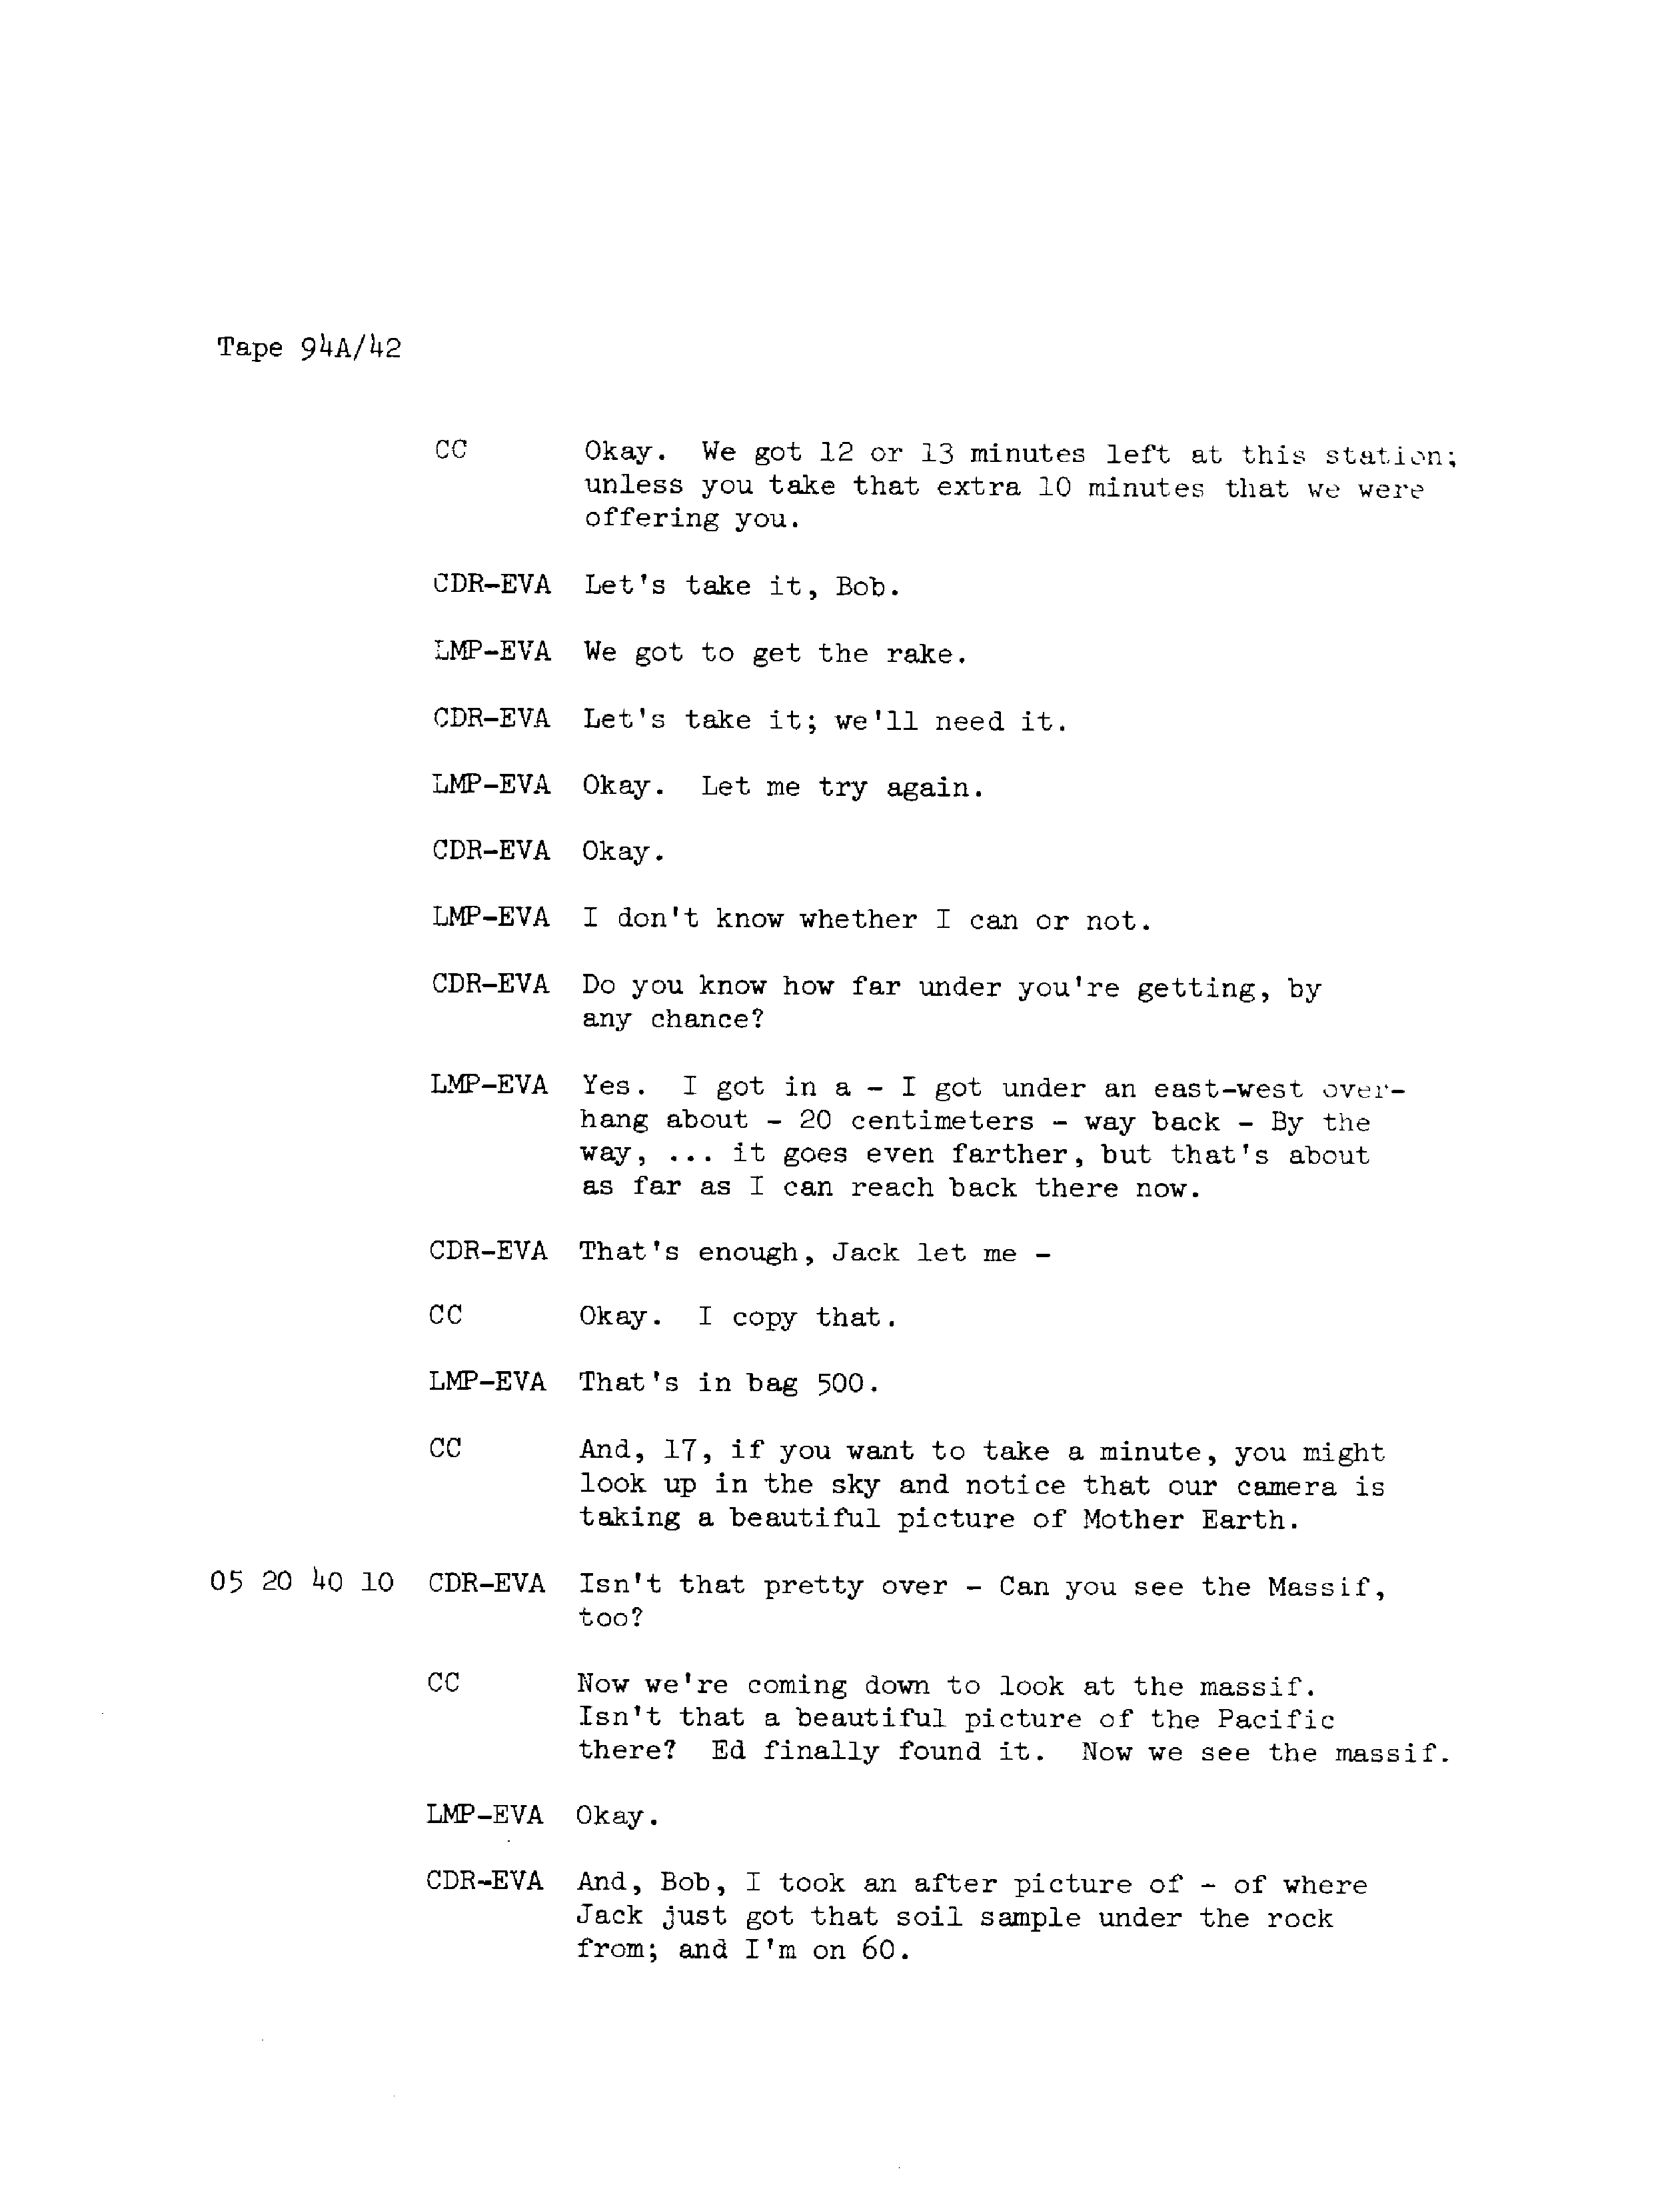 Tape 94A/42
CC Okay. We got 12 or 13 minutes left at this station;
unless you take that extra 10 minutes that we were
offering you.
CDR-EVA Let's take it, Bob.
LMP-EVA We got to get the rake.
CDR-EVA Let's take it; we'll need it.
LMP-EVA Okay. Let me try again.
CDR-EVA Okay.
LMP-EVA I don't know whether I can or not.
CDR-EVA Do you know how far under you're getting, by
any chance?
LMP-EVA Yes. I got in a - I got under an east-west over-
hang about - 20 centimeters - way back - By the
way, ... it goes even farther, but that's about
as far as I can reach back there now.
CDR-EVA That's enough, Jack let me -
CC Okay. I copy that.
LMP-EVA That's in bag 500.
CC And, 17, if you want to take a minute, you might
look up in the sky and notice that our camera is
taking a beautiful picture of Mother Earth.
05 20 40 10 CDR-EVA Isn't that pretty over - Can you see the Massif,
too?
CC Now we're coming down to look at the massif.
Isn't that a beautiful picture of the Pacific
there? Ed finally found it. Now we see the massif.
LMP-EVA Okay.
CDR-EVA And, Bob, I took an after picture of - of where
Jack just got that soil sample under the rock
from; and I'm on 60.